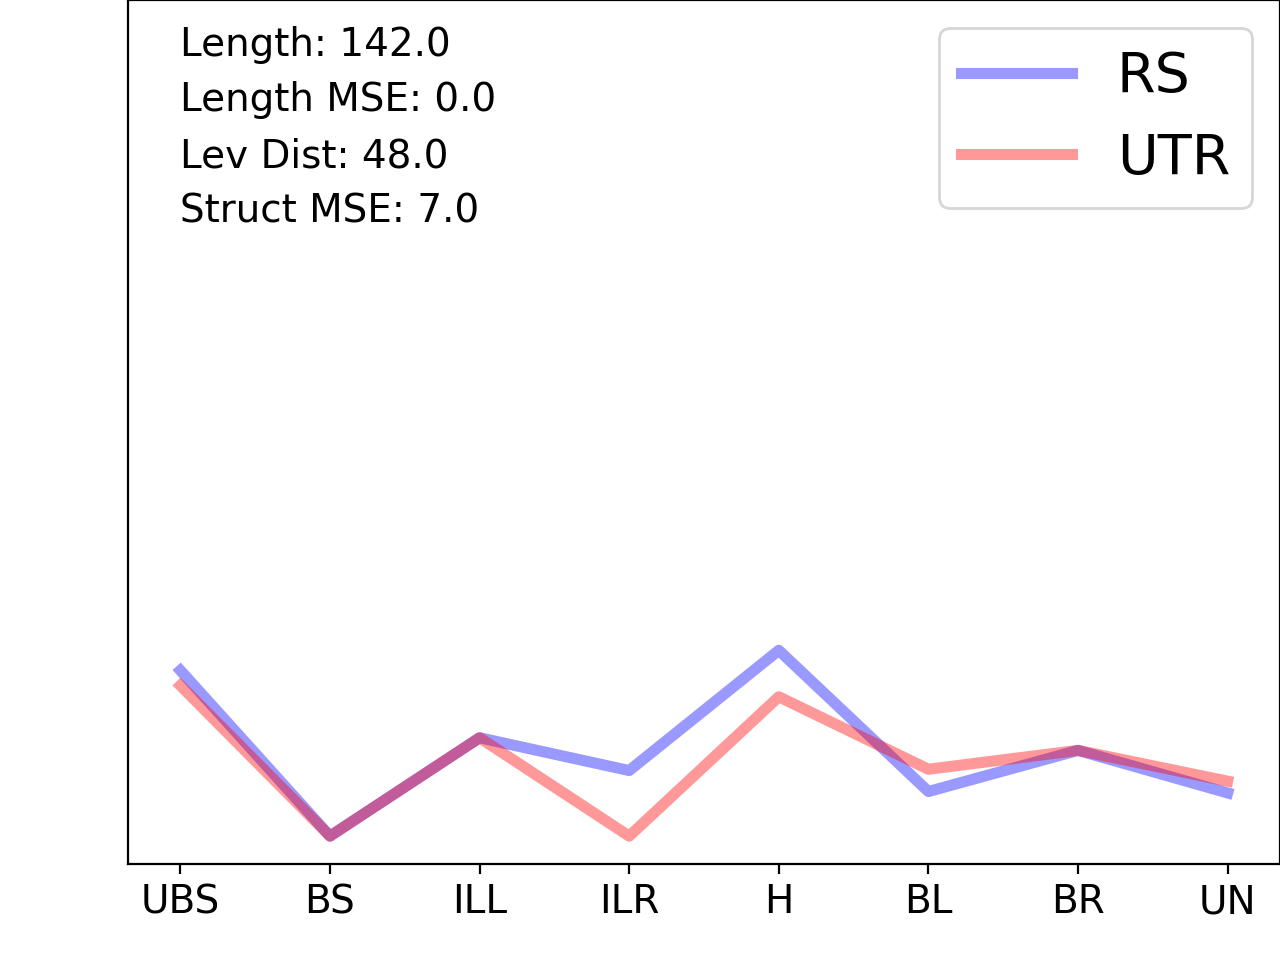 Length: 142.0
Length MSE: 0.0
Lev Dist: 48.0
Struct MSE: 7.0
RS
UTR
UBS BS ILL ILR H BL BR UN